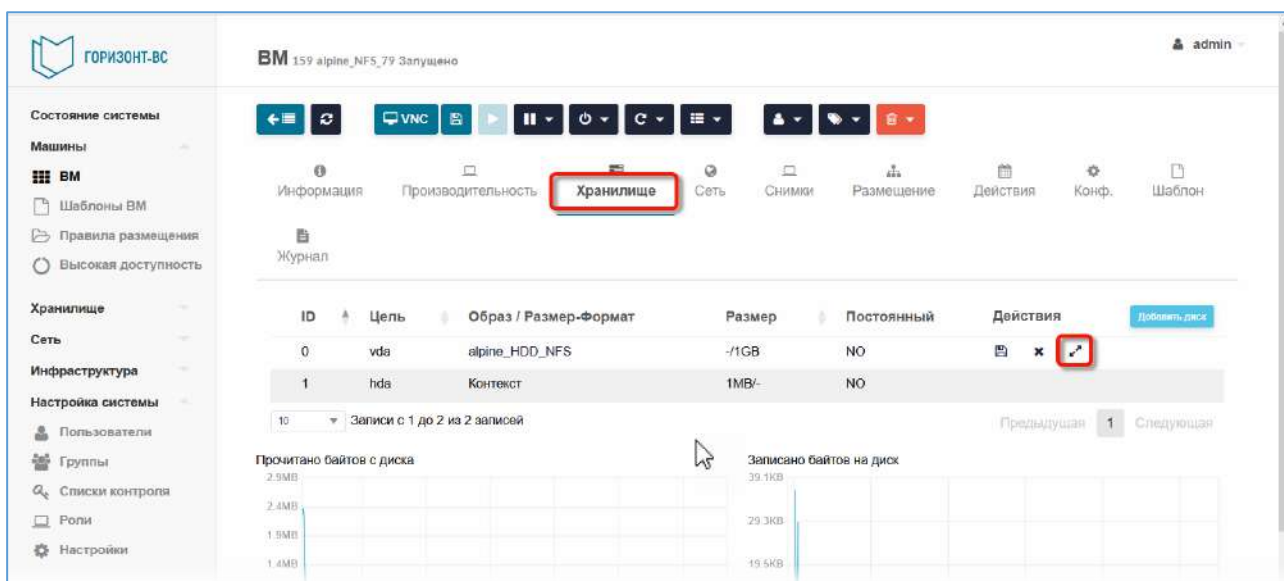 ГОРИЗОНТ-ВС
ВМ 159 alpine_NFS_79 Запущено
admin
Состояние системы
Машины
ВМ
Шаблоны ВМ
Правила размещения
Высокая доступность
Хранилище
Сеть
Инфраструктура
Настройка системы
Пользователи
Группы
Списки контроля
Роли
Настройки
VNC
Информация Производительность Хранилище Сеть Снимки Размещение Действия Конф. Шаблон
Журнал
ID Цель Образ / Размер-Формат Размер Постоянный Действия Добавить диск
0 vda alpine_HDD_NFS -/1GB NO
1 hda Контекст 1MB/- NO
10 Записи с 1 до 2 из 2 записей Предыдущая 1 Следующая
Прочитано байтов с диска
2.9MB
2.4MB
1.9MB
1.4MB
Записано байтов на диск
39.1KB
29.3KB
19.5KB